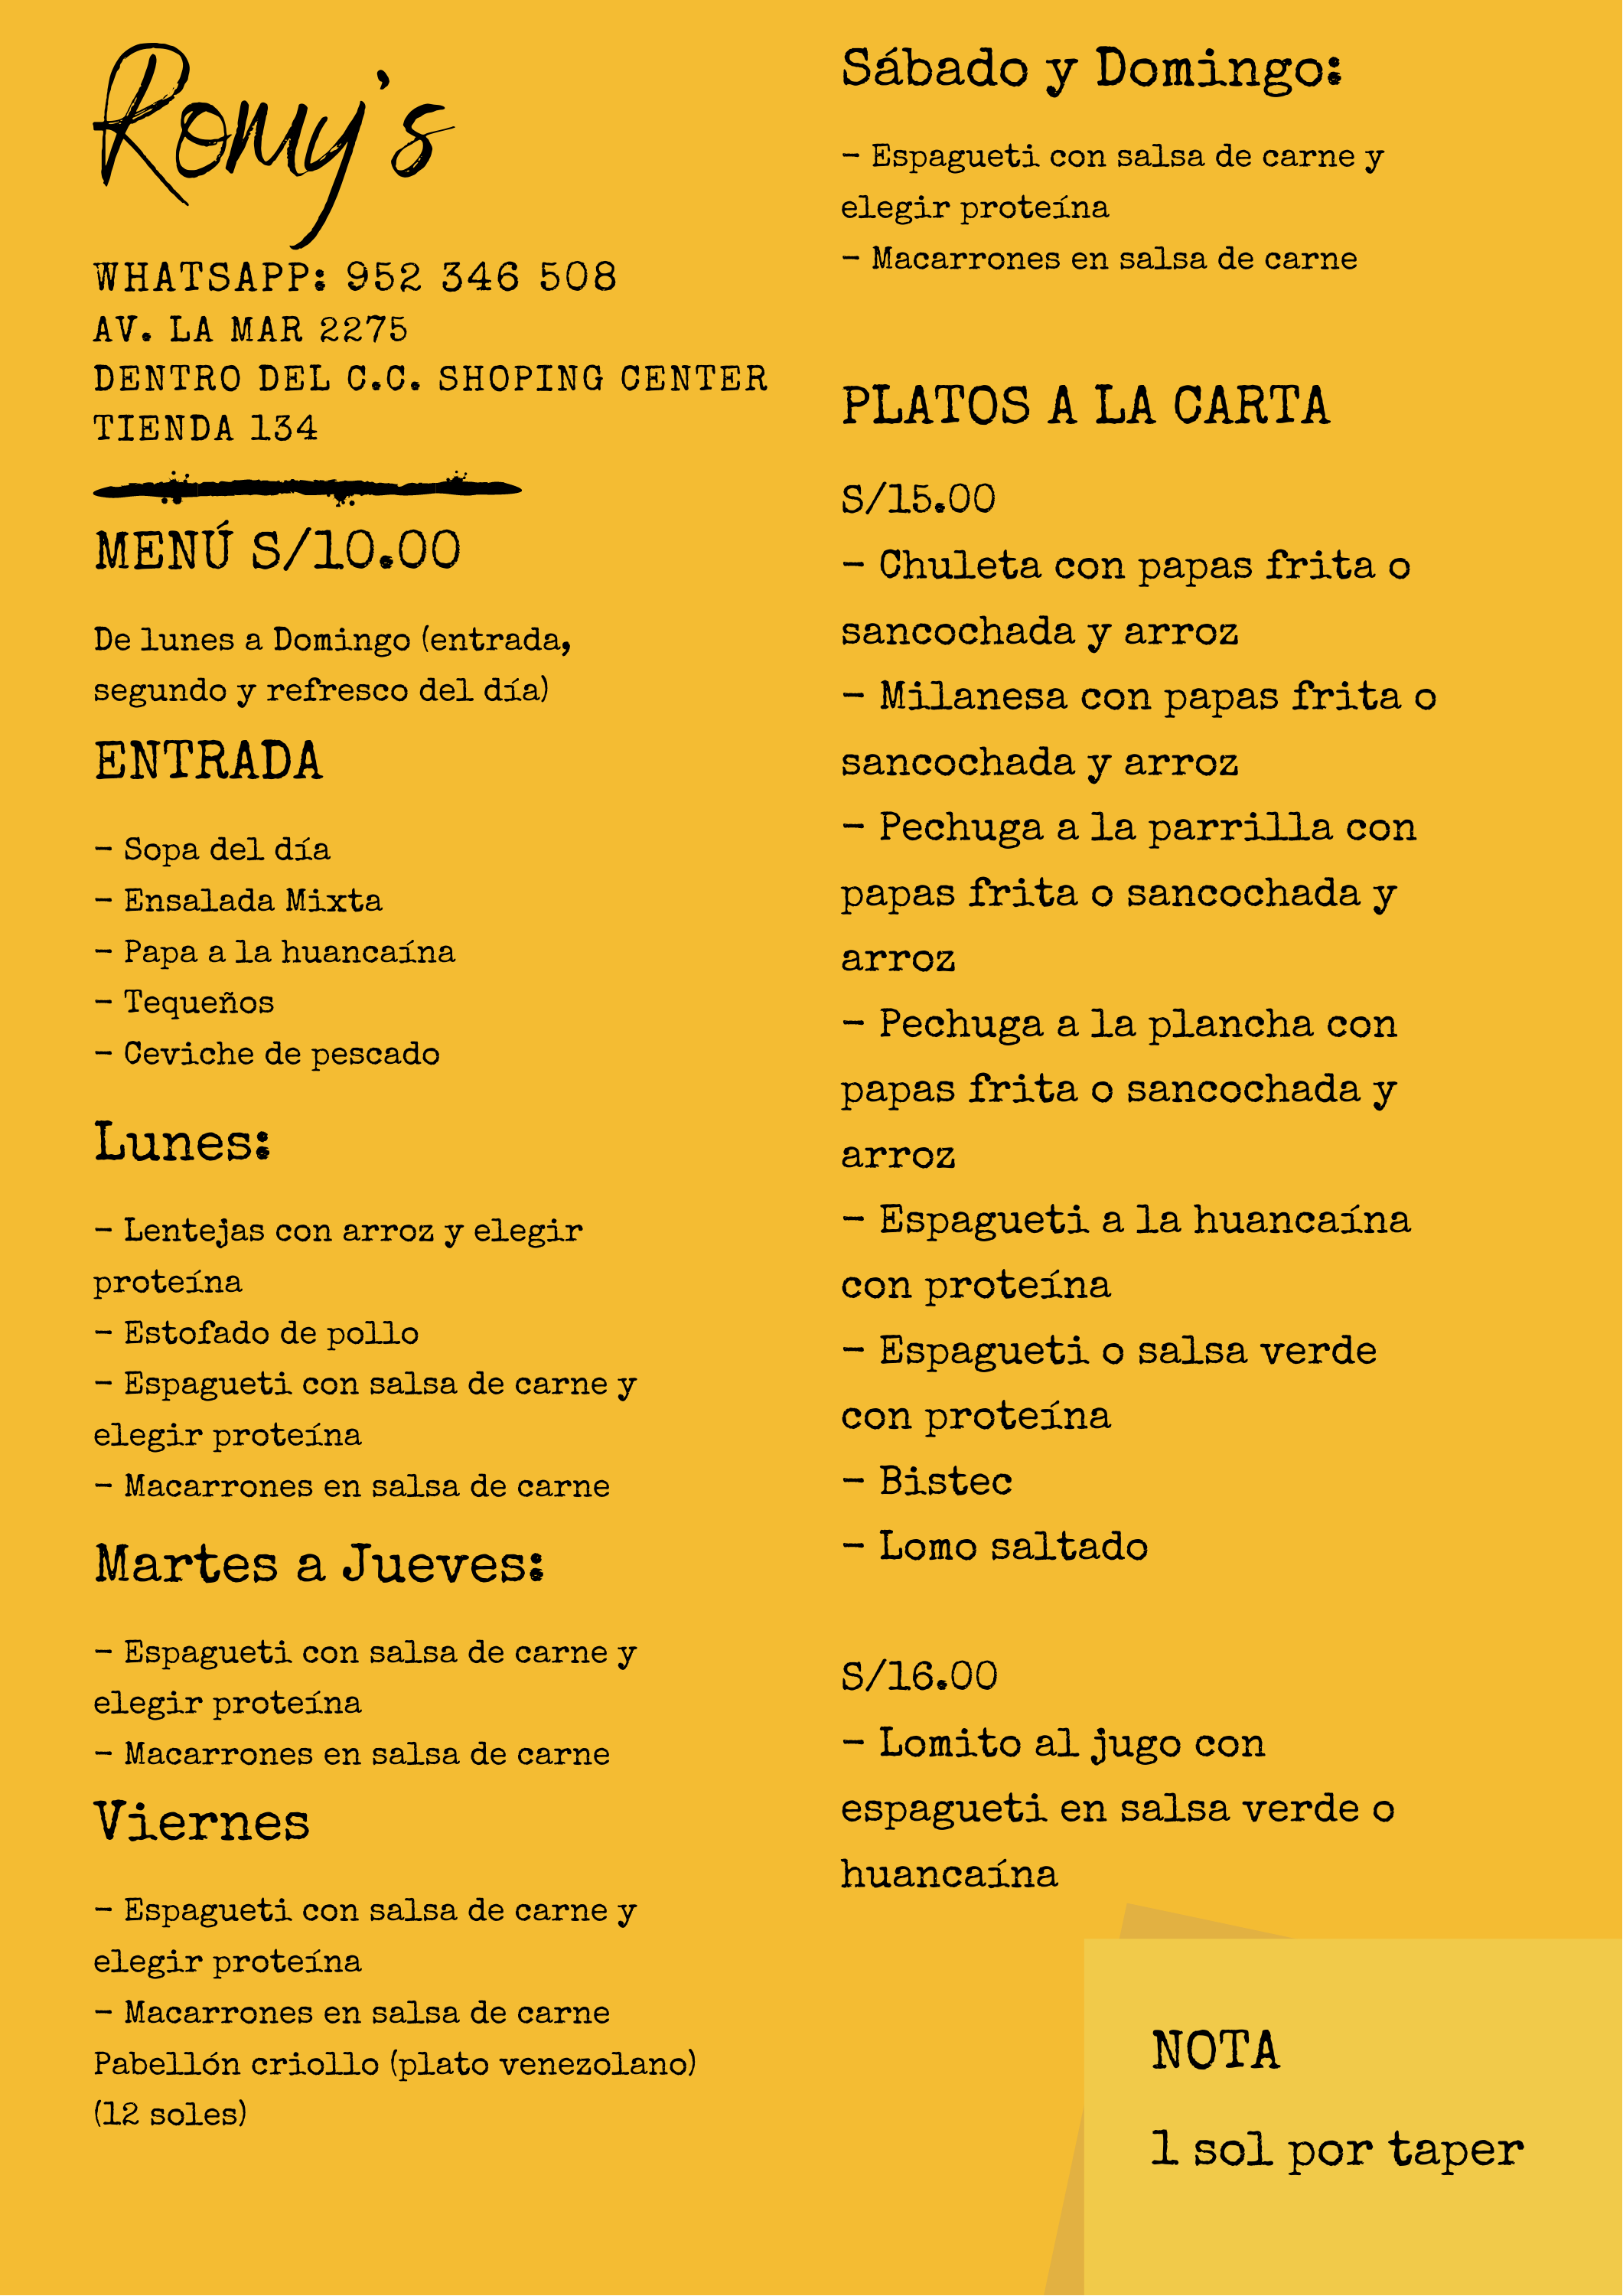 Romy's
WHATSAPP: 952 346 508
AV. LA MAR 2275
DENTRO DEL C.C. SHOPING CENTER
TIENDA 134
MENÚ S/10.00
De lunes a Domingo (entrada,
segundo y refresco del día)
ENTRADA
- Sopa del día
- Ensalada Mixta
- Papa a la huancaína
- Tequeños
- Ceviche de pescado
Lunes:
- Lentejas con arroz y elegir
proteína
- Estofado de pollo
- Espagueti con salsa de carne y
elegir proteína
- Macarrones en salsa de carne
Martes a Jueves:
- Espagueti con salsa de carne y
elegir proteína
- Macarrones en salsa de carne
Viernes
- Espagueti con salsa de carne y
elegir proteína
- Macarrones en salsa de carne
Pabellón criollo (plato venezolano)
(12 soles)
Sábado y Domingo:
- Espagueti con salsa de carne y
elegir proteína
- Macarrones en salsa de carne
PLATOS A LA CARTA
S/15.00
- Chuleta con papas frita o
sancochada y arroz
- Milanesa con papas frita o
sancochada y arroz
- Pechuga a la parrilla con
papas frita o sancochada y
arroz
- Pechuga a la plancha con
papas frita o sancochada y
arroz
- Espagueti a la huancaína
con proteína
- Espagueti o salsa verde
con proteína
- Bistec
- Lomo saltado
S/16.00
- Lomito al jugo con
espagueti en salsa verde o
huancaína
NOTA
1 sol por taper